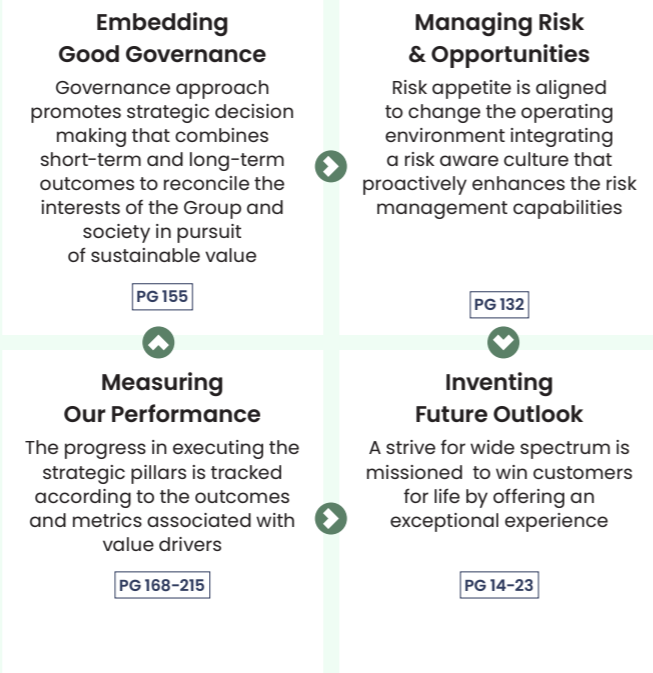 Embedding
Good Governance
Governance approach
promotes strategic decision
making that combines
short-term and long-term
outcomes to reconcile the
interests of the Group and
society in pursuit
of sustainable value
PG 155
Managing Risk
& Opportunities
Risk appetite is aligned
to change the operating
environment integrating
a risk aware culture that
proactively enhances the risk
management capabilities
PG 132
Measuring
Our Performance
The progress in executing the
strategic pillars is tracked
according to the outcomes
and metrics associated with
value drivers
PG 168-215
Inventing
Future Outlook
A strive for wide spectrum is
missioned  to win customers
for life by offering an
exceptional experience
PG 14-23